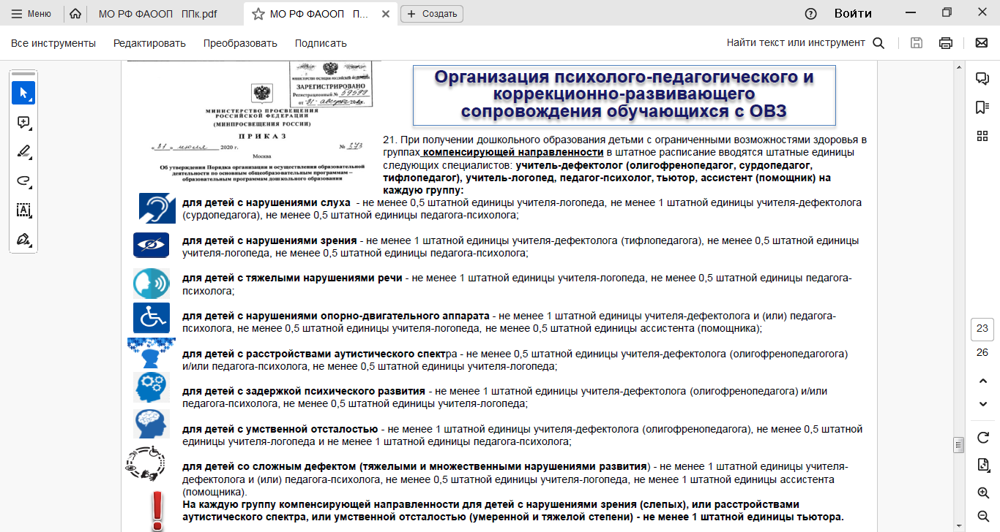 Меню
МО РФ ФАООП ППк.pdf
МО РФ ФАООП П...
Создать
Войти
Все инструменты
Редактировать
Преобразовать
Подписать
Найти текст или инструмент
ЗАРЕГИСТРИРОВАНО
Регистрационный № 59599
от "31" августа 2020.
МИНИСТЕРСТВО ПРОСВЕЩЕНИЯ
РОССИЙСКОЙ ФЕДЕРАЦИИ
(МИНПРОСВЕЩЕНИЯ РОССИИ)
ПРИКАЗ
«31» июля 2020 г.
№ 373
Москва
Об утверждении Порядка организации и осуществления образовательной
деятельности по основным общеобразовательным программам –
образовательным программам дошкольного образования
Организация психолого-педагогического и
коррекционно-развивающего
сопровождения обучающихся с ОВЗ
21. При получении дошкольного образования детьми с ограниченными возможностями здоровья в
группах компенсирующей направленности в штатное расписание вводятся штатные единицы
следующих специалистов: учитель-дефектолог (олигофренопедагог, сурдопедагог,
тифлопедагог), учитель-логопед, педагог-психолог, тьютор, ассистент (помощник) на
каждую группу:
для детей с нарушениями слуха - не менее 0,5 штатной единицы учителя-логопеда, не менее 1 штатной единицы учителя-дефектолога
(сурдопедагога), не менее 0,5 штатной единицы педагога-психолога;
для детей с нарушениями зрения - не менее 1 штатной единицы учителя-дефектолога (тифлопедагога), не менее 0,5 штатной единицы
учителя-логопеда, не менее 0,5 штатной единицы педагога-психолога;
для детей с тяжелыми нарушениями речи - не менее 1 штатной единицы учителя-логопеда, не менее 0,5 штатной единицы педагога-
психолога;
для детей с нарушениями опорно-двигательного аппарата - не менее 1 штатной единицы учителя-дефектолога и (или) педагога-
психолога, не менее 0,5 штатной единицы учителя-логопеда, не менее 0,5 штатной единицы ассистента (помощника);
для детей с расстройствами аутистического спектра - не менее 0,5 штатной единицы учителя-дефектолога (олигофренопедагогога)
и/или педагога-психолога, не менее 0,5 штатной единицы учителя-логопеда;
для детей с задержкой психического развития - не менее 1 штатной единицы учителя-дефектолога (олигофренопедагога) и/или
педагога-психолога, не менее 0,5 штатной единицы учителя-логопеда;
для детей с умственной отсталостью - не менее 1 штатной единицы учителя-дефектолога (олигофренопедагога), не менее 0,5 штатной
единицы учителя-логопеда и не менее 1 штатной единицы педагога-психолога;
для детей со сложным дефектом (тяжелыми и множественными нарушениями развития) - не менее 1 штатной единицы учителя-
дефектолога и (или) педагога-психолога, не менее 0,5 штатной единицы учителя-логопеда, не менее 1 штатной единицы ассистента
(помощника).
На каждую группу компенсирующей направленности для детей с нарушениями зрения (слепых), или расстройствами
аутистического спектра, или умственной отсталостью (умеренной и тяжелой степени) - не менее 1 штатной единицы тьютора.
23
26